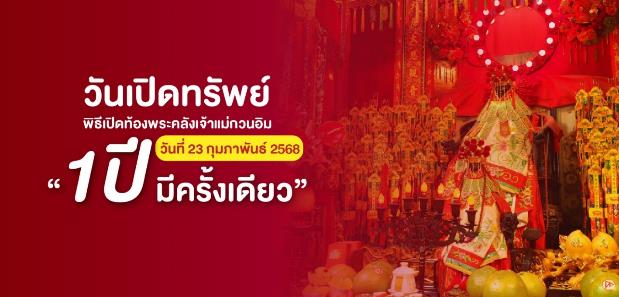 วันเปิดทรัพย์
พิธีเปิดท้องพระคลังเจ้าแม่กวนอิม
วันที่ 23 กุมภาพันธ์ 2568
“ 1 ปี มีครั้งเดียว”